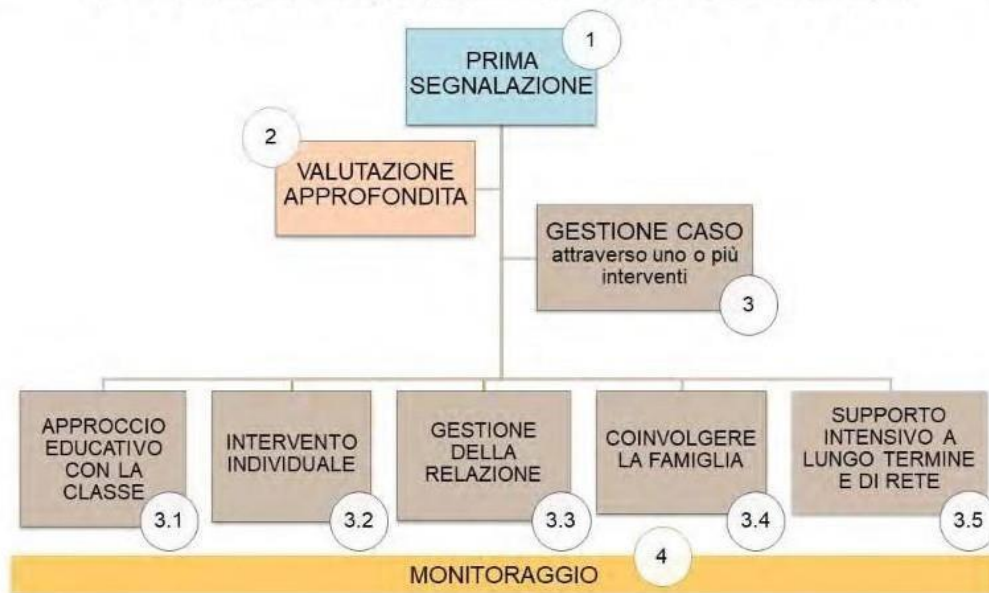 1
PRIMA
SEGNALAZIONE
2
VALUTAZIONE
APPROFONDITA
GESTIONE CASO
attraverso uno o più
interventi
3
APPROCCIO
EDUCATIVO
CON LA
CLASSE
3.1
INTERVENTO
INDIVIDUALE
3.2
GESTIONE
DELLA
RELAZIONE
3.3
COINVOLGERE
LA FAMIGLIA
3.4
SUPPORTO
INTENSIVO A
LUNGO TERMINE
E DI RETE
3.5
4
MONITORAGGIO